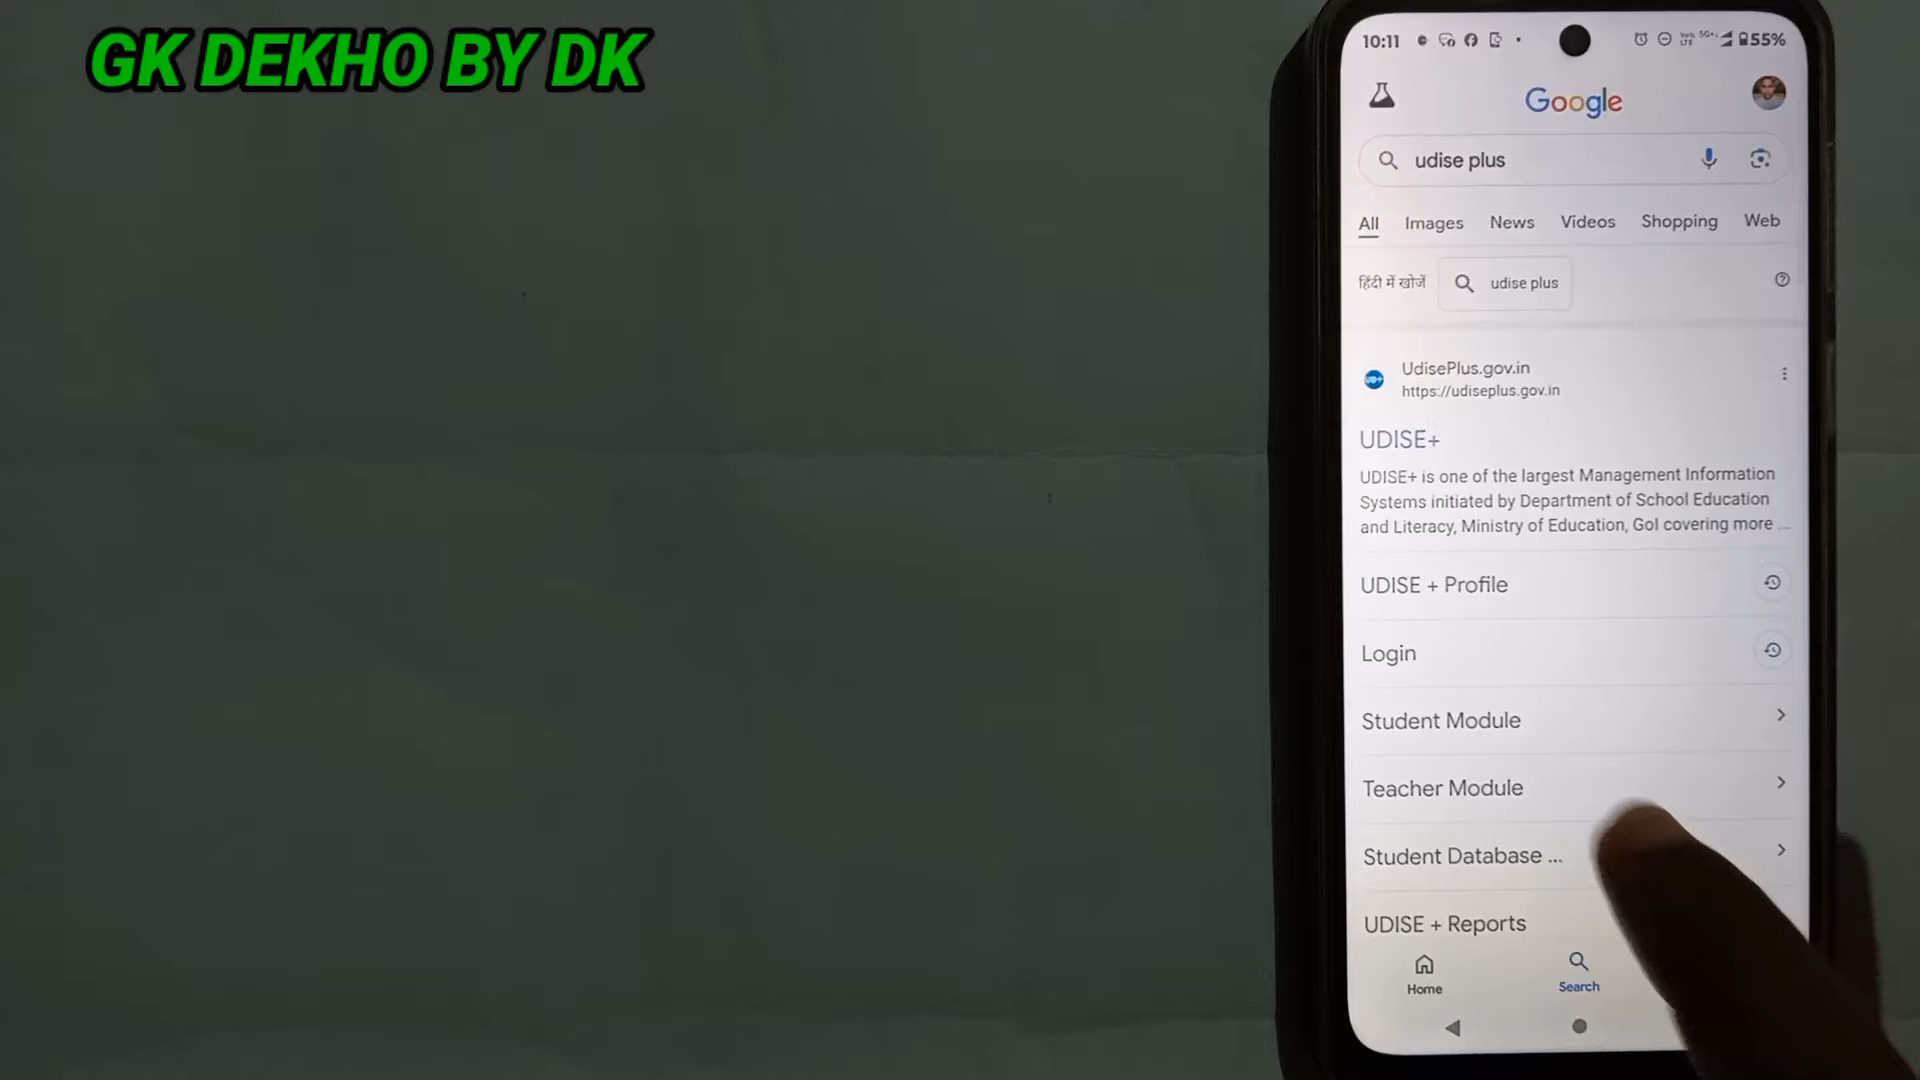 GK DEKHO BY DK
10:11
55%
Google
udise plus
All Images News Videos Shopping Web
हिंदी में खोजें udise plus
UdisePlus.gov.in
https://udiseplus.gov.in
UDISE+
UDISE+ is one of the largest Management Information
Systems initiated by Department of School Education
and Literacy, Ministry of Education, GoI covering more ...
UDISE + Profile
Login
Student Module
Teacher Module
Student Database ...
UDISE + Reports
Home Search